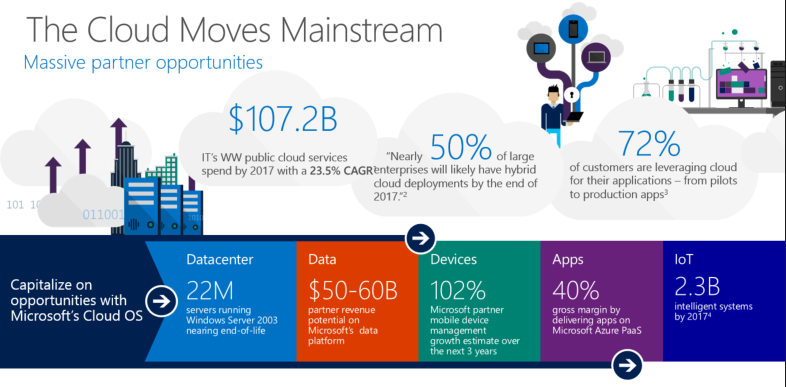 The Cloud Moves Mainstream
Massive partner opportunities
$107.2B
IT's WW public cloud services
spend by 2017 with a 23.5% CAGR¹
"Nearly 50% of large
enterprises will likely have hybrid
cloud deployments by the end of
2017."²
72%
of customers are leveraging cloud
for their applications – from pilots
to production apps³
101 10
011001
Capitalize on
opportunities with
Microsoft's Cloud OS
Datacenter
22M
servers running
Windows Server 2003
nearing end-of-life
Data
$50-60B
partner revenue
potential on
Microsoft's data
platform
Devices
102%
Microsoft partner
mobile device
management
growth estimate over
the next 3 years
Apps
40%
gross margin by
delivering apps on
Microsoft Azure PaaS
IoT
2.3B
intelligent systems
by 2017⁴